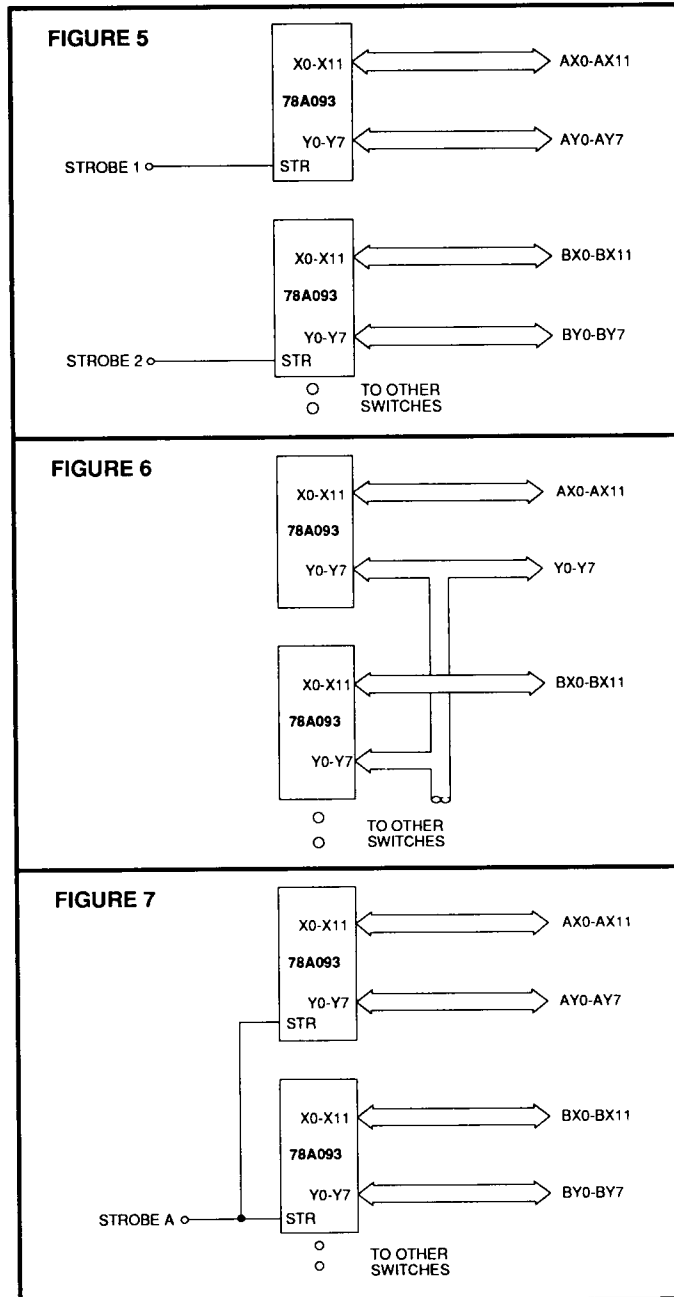 FIGURE 5
X0-X11
AX0-AX11
78A093
Y0-Y7
AY0-AY7
STROBE 1
STR
X0-X11
BX0-BX11
78A093
Y0-Y7
BY0-BY7
STROBE 2
STR
TO OTHER
SWITCHES
FIGURE 6
X0-X11
AX0-AX11
78A093
Y0-Y7
Y0-Y7
X0-X11
BX0-BX11
78A093
Y0-Y7
TO OTHER
SWITCHES
FIGURE 7
X0-X11
AX0-AX11
78A093
Y0-Y7
AY0-AY7
STR
X0-X11
BX0-BX11
78A093
Y0-Y7
BY0-BY7
STROBE A
STR
TO OTHER
SWITCHES